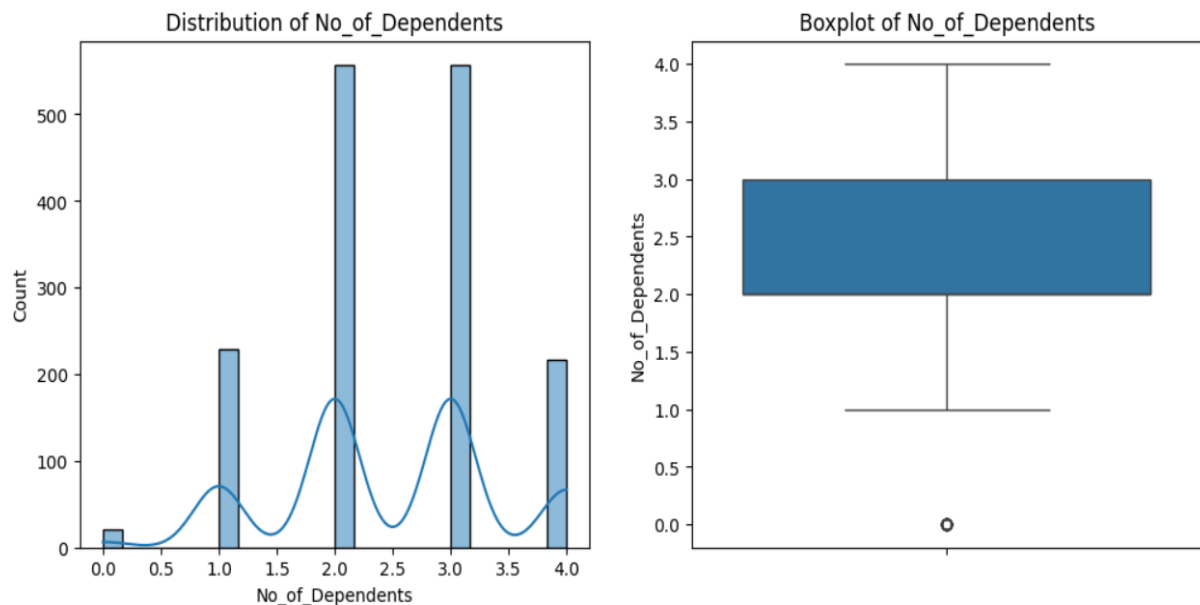 Distribution of No_of_Dependents
500
400
300
200
100
0
Count
0.0 0.5 1.0 1.5 2.0 2.5 3.0 3.5 4.0
No_of_Dependents
Boxplot of No_of_Dependents
4.0
3.5
3.0
2.5
2.0
1.5
1.0
0.5
0.0
No_of_Dependents